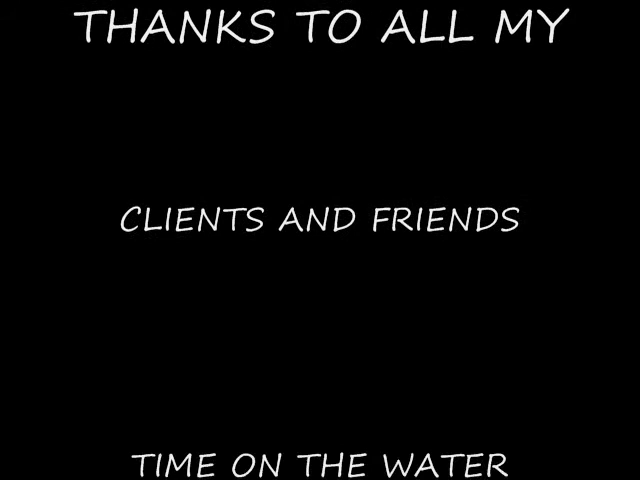 THANKS TO ALL MY
CLIENTS AND FRIENDS
TIME ON THE WATER